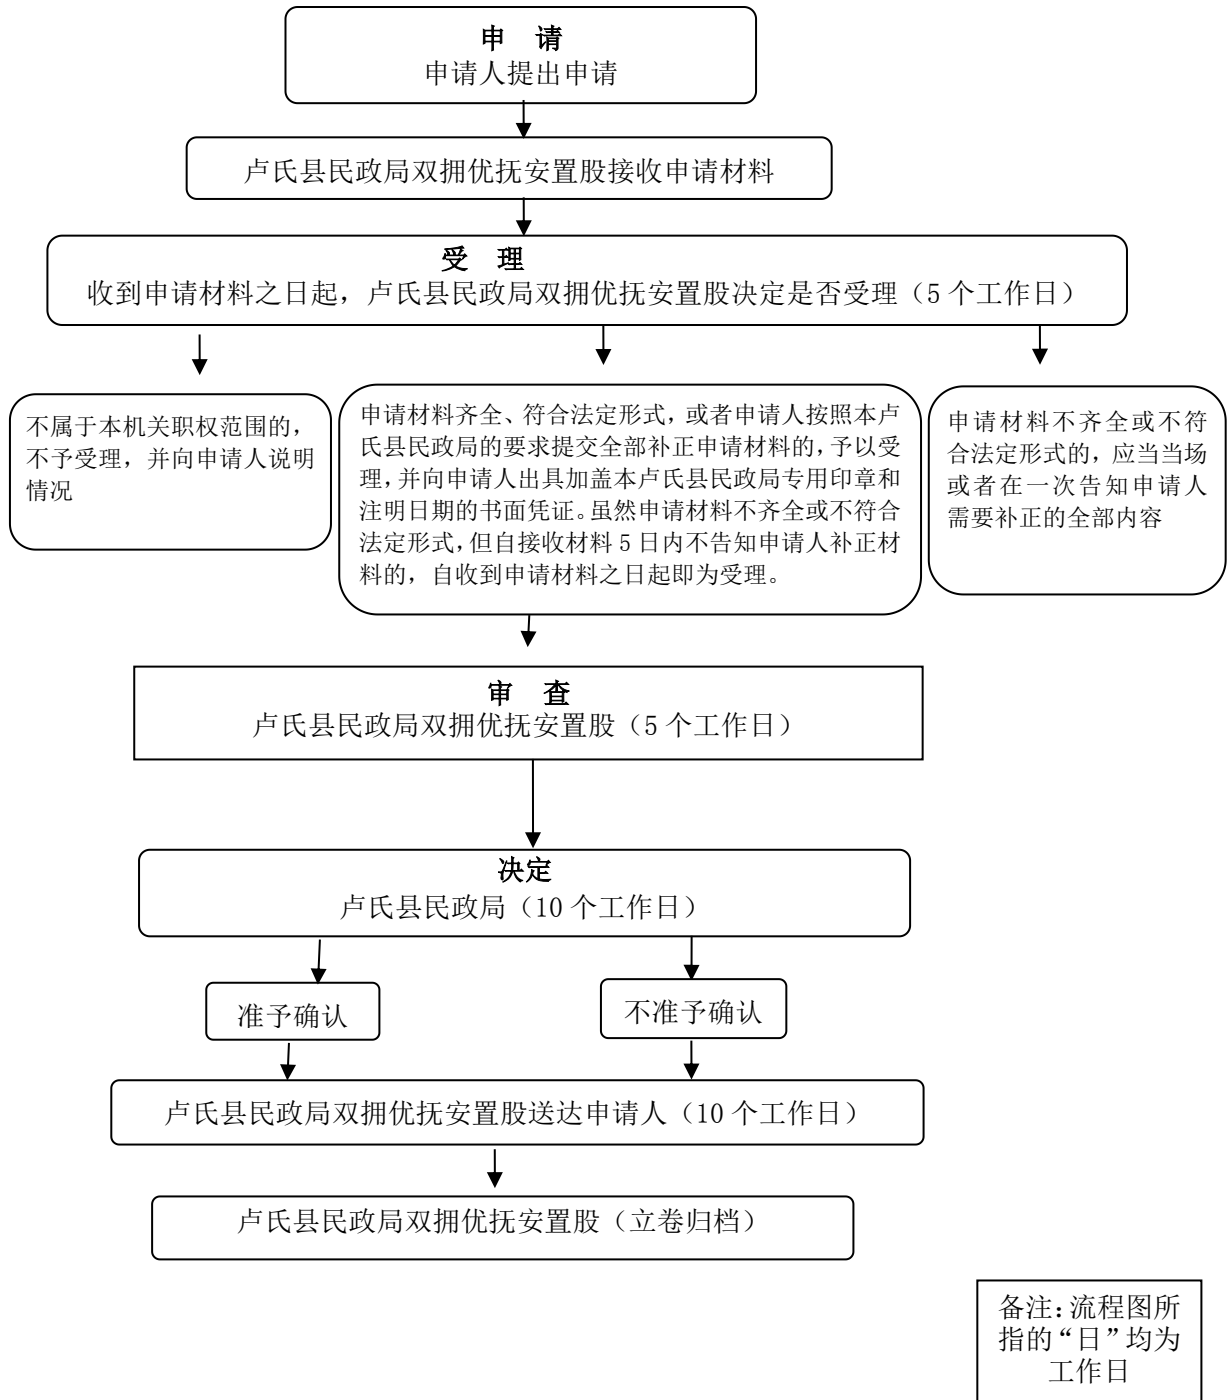 申 请
申请人提出申请
卢氏县民政局双拥优抚安置股接收申请材料
受 理
收到申请材料之日起，卢氏县民政局双拥优抚安置股决定是否受理（5 个工作日）
不属于本机关职权范围的，
不予受理，并向申请人说明
情况
申请材料齐全、符合法定形式，或者申请人按照本卢
氏县民政局的要求提交全部补正申请材料的，予以受
理，并向申请人出具加盖本卢氏县民政局专用印章和
注明日期的书面凭证。虽然申请材料不齐全或不符合
法定形式，但自接收材料 5 日内不告知申请人补正材
料的，自收到申请材料之日起即为受理。
申请材料不齐全或不符
合法定形式的，应当当场
或者在一次告知申请人
需要补正的全部内容
审 查
卢氏县民政局双拥优抚安置股（5 个工作日）
决定
卢氏县民政局（10 个工作日）
准予确认
不准予确认
卢氏县民政局双拥优抚安置股送达申请人（10 个工作日）
卢氏县民政局双拥优抚安置股（立卷归档）
备注：流程图所
指的“日”均为
工作日